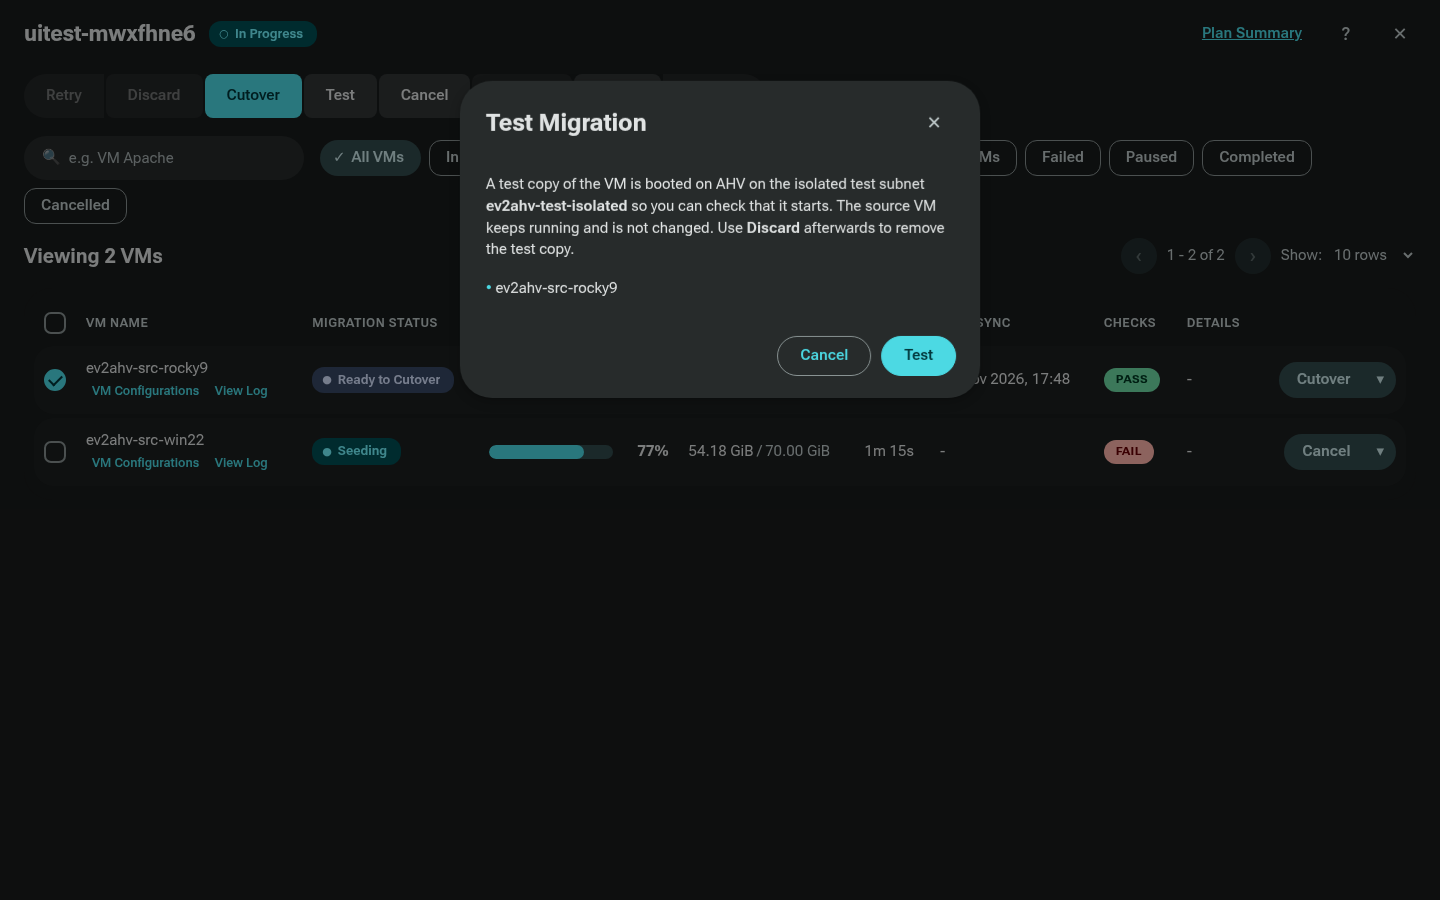 uitest-mwxfhne6 In Progress Plan Summary ? ×
Retry Discard Cutover Test Cancel
Test Migration ×
e.g. VM Apache ✓ All VMs In Ms Failed Paused Completed
A test copy of the VM is booted on AHV on the isolated test subnet
ev2ahv-test-isolated so you can check that it starts. The source VM
keeps running and is not changed. Use Discard afterwards to remove
the test copy.
Cancelled
Viewing 2 VMs ‹ 1 - 2 of 2 › Show: 10 rows
• ev2ahv-src-rocky9
VM NAME MIGRATION STATUS SYNC CHECKS DETAILS
Cancel Test
ev2ahv-src-rocky9
VM Configurations View Log Ready to Cutover 2026, 17:48 PASS - Cutover ▾
ev2ahv-src-win22
VM Configurations View Log Seeding 77% 54.18 GiB / 70.00 GiB 1m 15s - FAIL - Cancel ▾